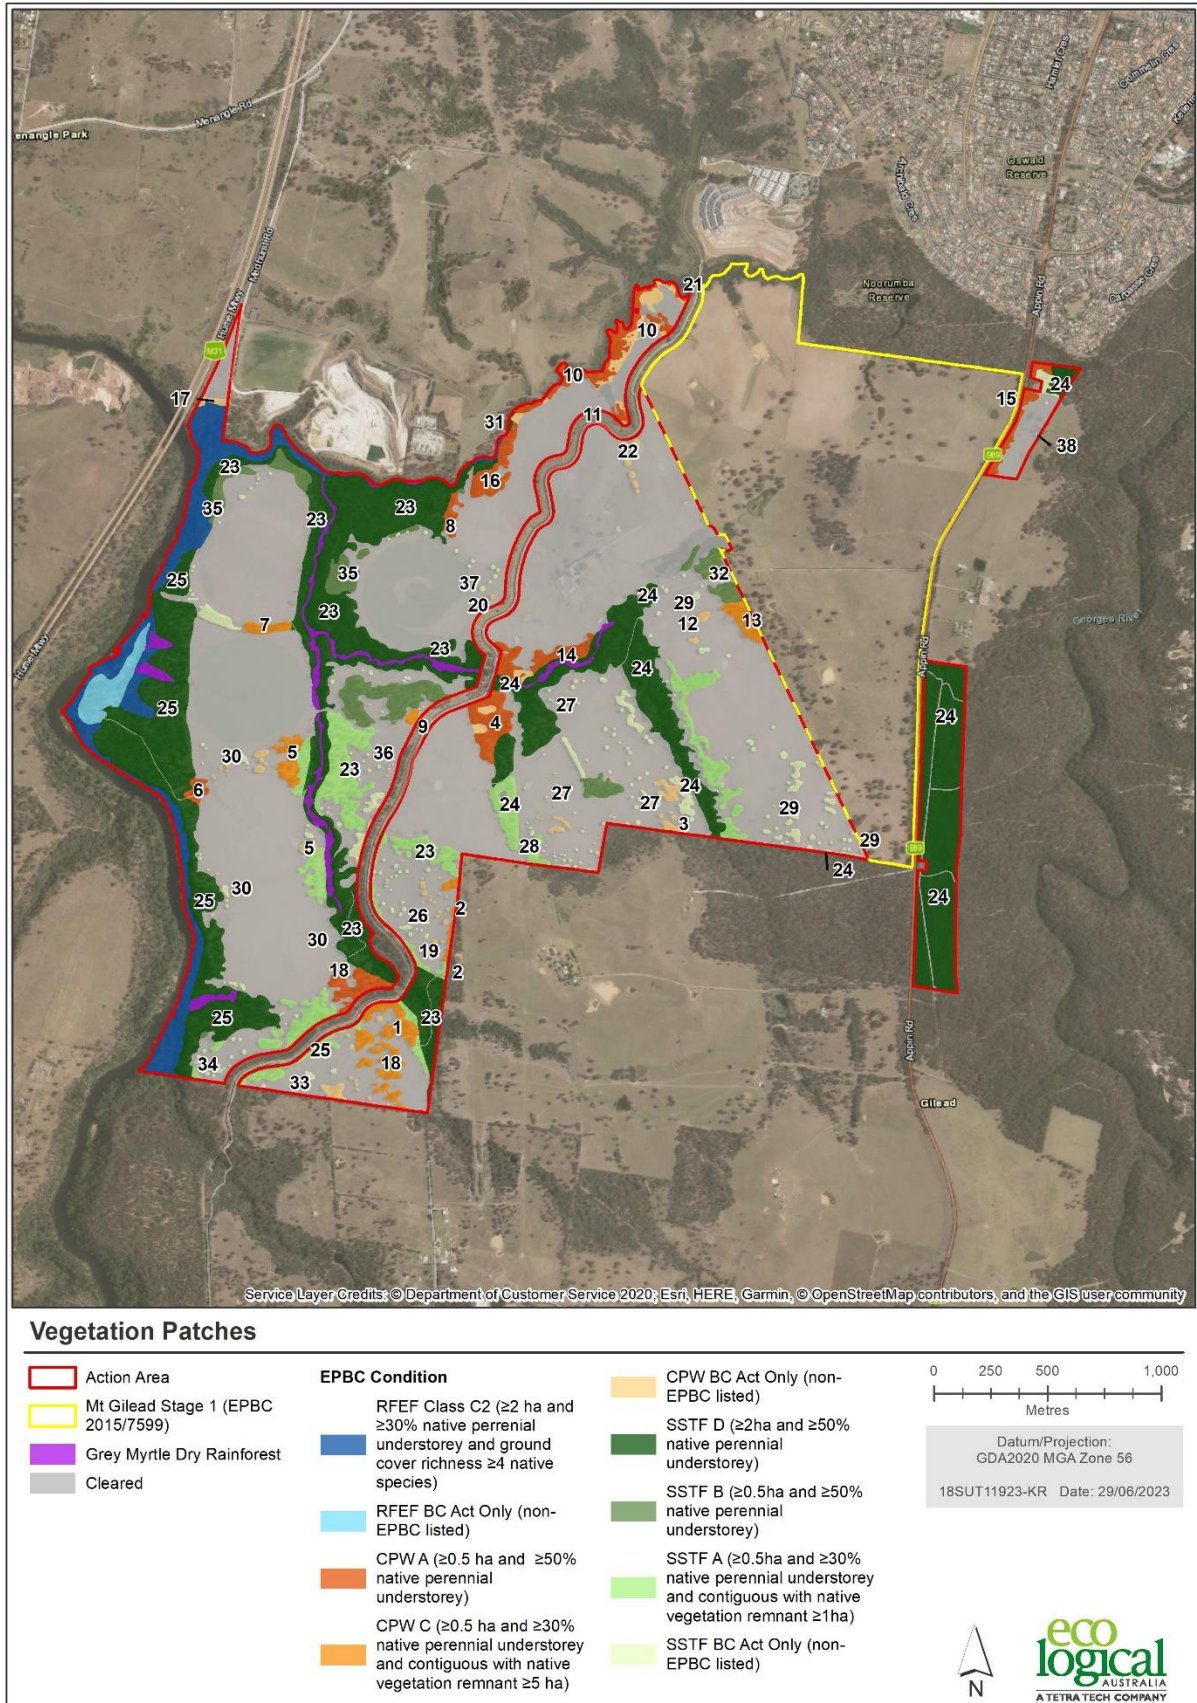 enangle Park
Menangle Rd
Medhurst Rd
Hume Mwy
M31
Hamel Cres
Commelin Cres
Oswald
Reserve
Archibald Cres
Noorumba
Reserve
Appin Rd
Cardasse Cres
21
10
10
17
11
15
24
31
22
38
B69
23
16
35
23
23
8
Georges River
25
35
37
32
20
24
29
7
23
12
13
23
14
Appin Rd
Hume Mwy
24
24
25
27
24
9
4
30
5
36
23
6
24
27
27
24
29
3
5
28
29
B69
23
24
30
25
24
2
26
23
30
19
18
2
25
1
23
25
18
34
33
Appin Rd
Gilead
Service Layer Credits: © Department of Customer Service 2020; Esri, HERE, Garmin, © OpenStreetMap contributors, and the GIS user community
Vegetation Patches
Action Area
Mt Gilead Stage 1 (EPBC
2015/7599)
Grey Myrtle Dry Rainforest
Cleared
EPBC Condition
RFEF Class C2 (≥2 ha and
≥30% native perrenial
understorey and ground
cover richness ≥4 native
species)
RFEF BC Act Only (non-
EPBC listed)
CPW A (≥0.5 ha and ≥50%
native perennial
understorey)
CPW C (≥0.5 ha and ≥30%
native perennial understorey
and contiguous with native
vegetation remnant ≥5 ha)
CPW BC Act Only (non-
EPBC listed)
SSTF D (≥2ha and ≥50%
native perennial
understorey)
SSTF B (≥0.5ha and ≥50%
native perennial
understorey)
SSTF A (≥0.5ha and ≥30%
native perennial understorey
and contiguous with native
vegetation remnant ≥1ha)
SSTF BC Act Only (non-
EPBC listed)
0 250 500 1,000
Metres
Datum/Projection:
GDA2020 MGA Zone 56
18SUT11923-KR Date: 29/06/2023
N
eco
logical
AUSTRALIA
A TETRA TECH COMPANY